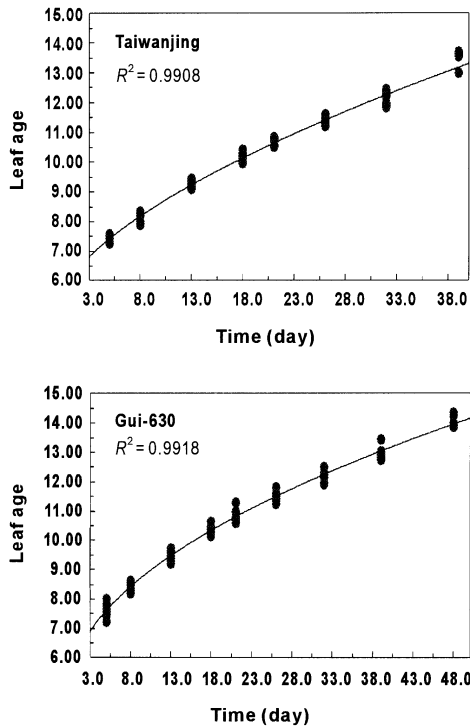 Taiwanjing
R² = 0.9908
Leaf age
15.00
14.00
13.00
12.00
11.00
10.00
9.00
8.00
7.00
6.00
3.0 8.0 13.0 18.0 23.0 28.0 33.0 38.0
Time (day)
Gui-630
R² = 0.9918
Leaf age
15.00
14.00
13.00
12.00
11.00
10.00
9.00
8.00
7.00
6.00
3.0 8.0 13.0 18.0 23.0 28.0 33.0 38.0 43.0 48.0
Time (day)